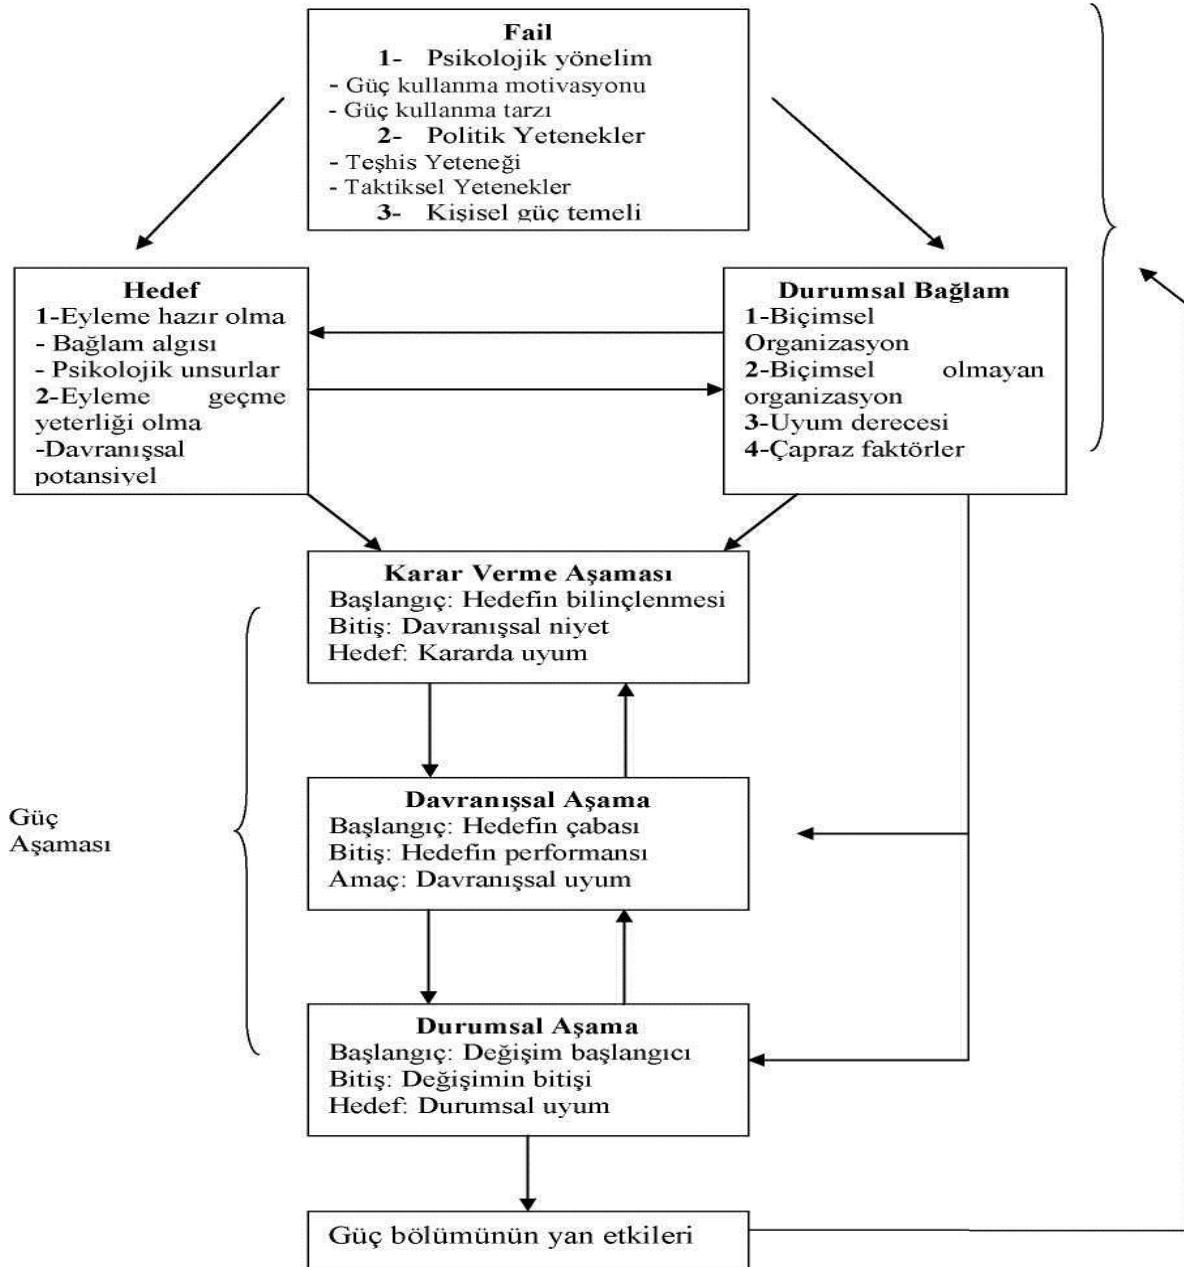 Fail
1- Psikolojik yönelim
- Güç kullanma motivasyonu
- Güç kullanma tarzı
2- Politik Yetenekler
- Teşhis Yeteneği
- Taktiksel Yetenekler
3- Kişisel güç temeli
Hedef
1-Eyleme hazır olma
- Bağlam algısı
- Psikolojik unsurlar
2-Eyleme geçme
yeterliği olma
-Davranışsal
potansiyel
Durumsal Bağlam
1-Biçimsel
Organizasyon
2-Biçimsel olmayan
organizasyon
3-Uyum derecesi
4-Çapraz faktörler
Karar Verme Aşaması
Başlangıç: Hedefin bilinçlenmesi
Bitiş: Davranışsal niyet
Hedef: Kararda uyum
Güç
Aşaması
Davranışsal Aşama
Başlangıç: Hedefin çabası
Bitiş: Hedefin performansı
Amaç: Davranışsal uyum
Durumsal Aşama
Başlangıç: Değişim başlangıcı
Bitiş: Değişimin bitişi
Hedef: Durumsal uyum
Güç bölümünün yan etkileri